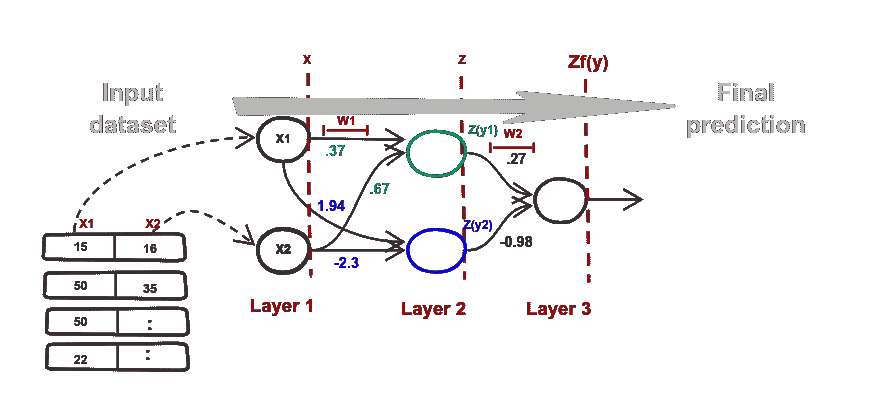 X
Z
Zf(y)
Input
dataset
Final
prediction
W1
Z(y1)
W2
X1
.37
.27
.67
1.94
X1
X2
Z(y2)
15
16
X2
-2.3
-0.98
50
35
Layer 1
Layer 2
Layer 3
50
:
22
: